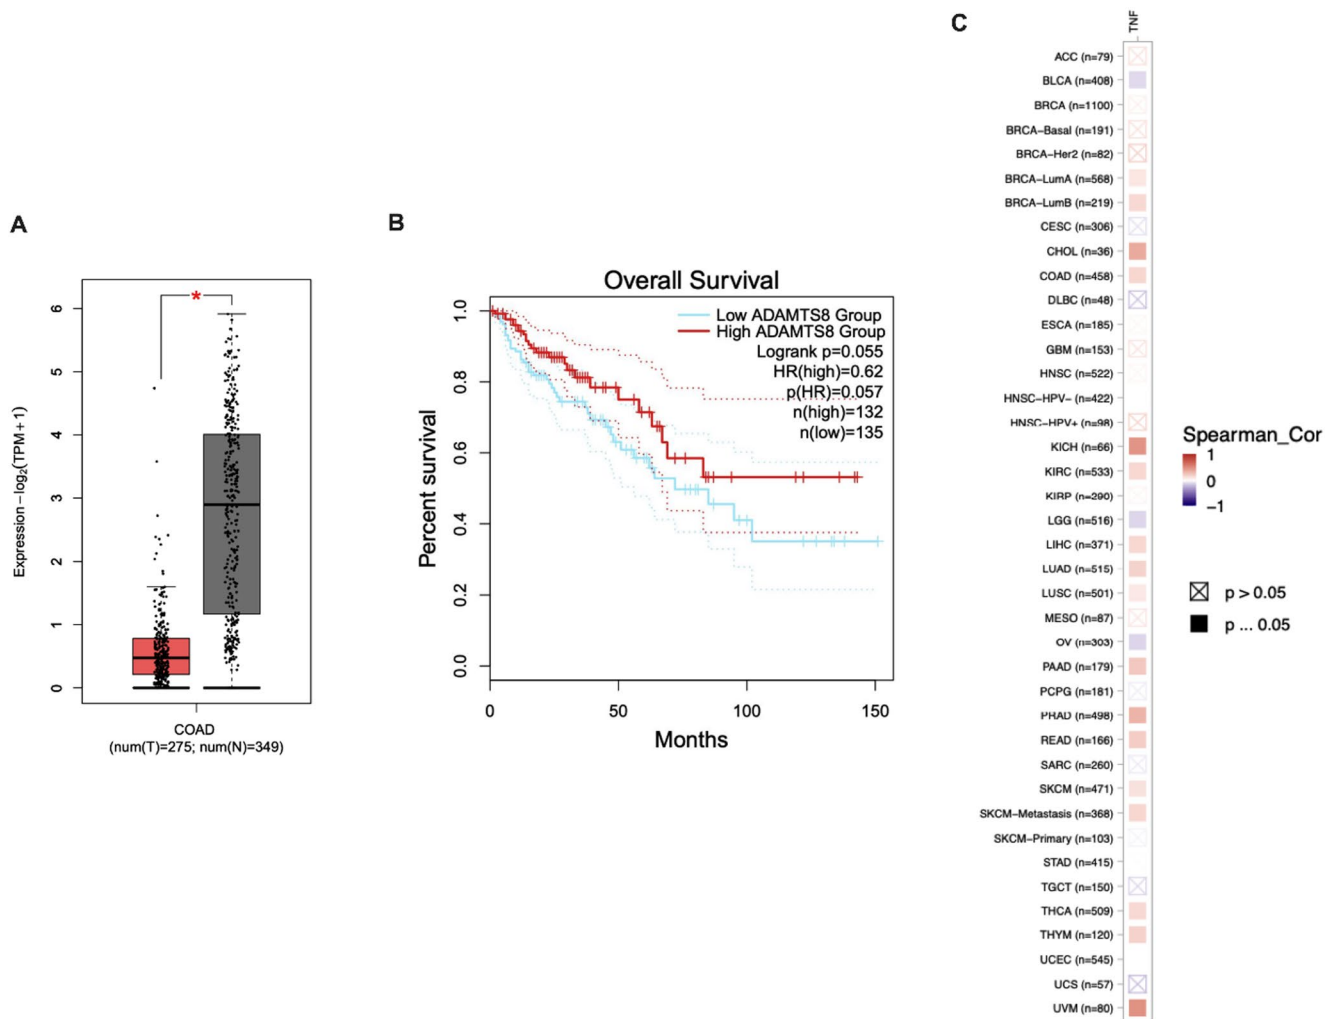 A
Expression – log2(TPM + 1)
6
5
4
3
2
1
0
*
COAD
(num(T)=275; num(N)=349)
B
Overall Survival
Low ADAMTS8 Group
High ADAMTS8 Group
Logrank p=0.055
HR(high)=0.62
p(HR)=0.057
n(high)=132
n(low)=135
Percent survival
1.0
0.8
0.6
0.4
0.2
0.0
0 50 100 150
Months
C
TNF
ACC (n=79)
BLCA (n=408)
BRCA (n=1100)
BRCA–Basal (n=191)
BRCA–Her2 (n=82)
BRCA–LumA (n=568)
BRCA–LumB (n=219)
CESC (n=306)
CHOL (n=36)
COAD (n=458)
DLBC (n=48)
ESCA (n=185)
GBM (n=153)
HNSC (n=522)
HNSC–HPV– (n=422)
HNSC–HPV+ (n=98)
KICH (n=66)
KIRC (n=533)
KIRP (n=290)
LGG (n=516)
LIHC (n=371)
LUAD (n=515)
LUSC (n=501)
MESO (n=87)
OV (n=303)
PAAD (n=179)
PCPG (n=181)
PRAD (n=498)
READ (n=166)
SARC (n=260)
SKCM (n=471)
SKCM–Metastasis (n=368)
SKCM–Primary (n=103)
STAD (n=415)
TGCT (n=150)
THCA (n=509)
THYM (n=120)
UCEC (n=545)
UCS (n=57)
UVM (n=80)
Spearman_Cor
1
0
–1
p > 0.05
p ... 0.05